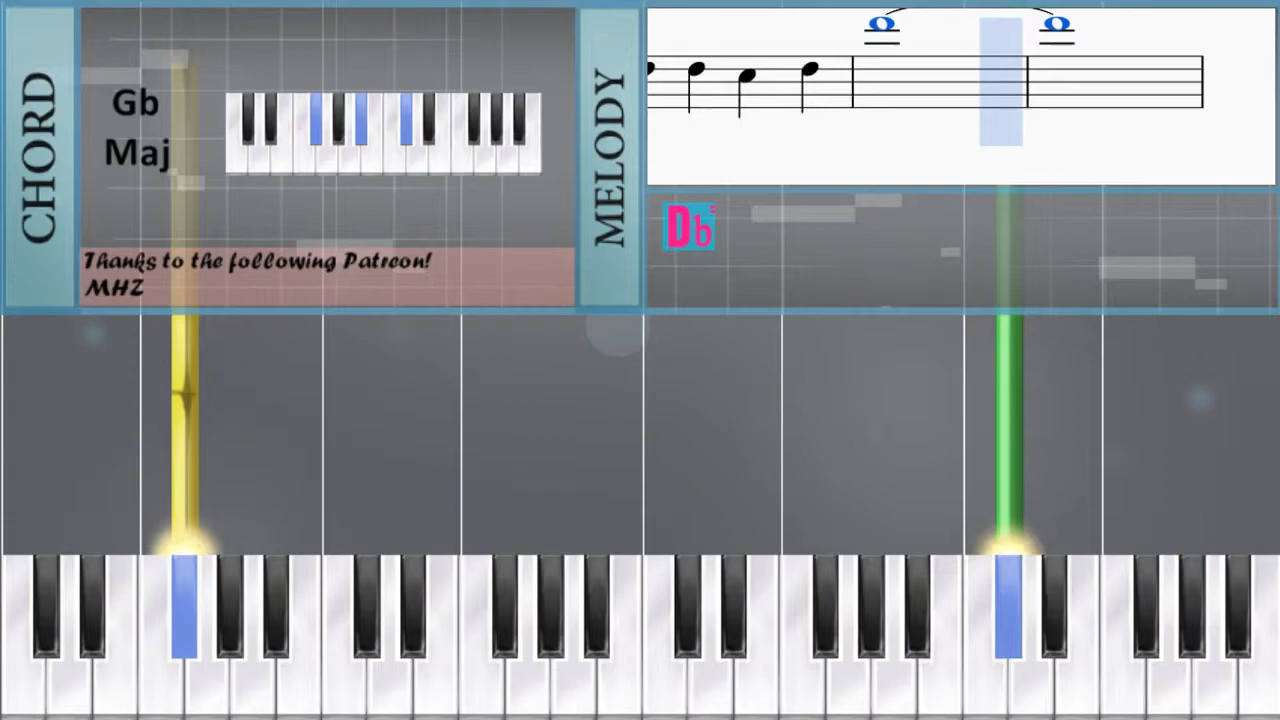 CHORD
Gb
Maj
MELODY
Db
Thanks to the following Patreon!
MHZ